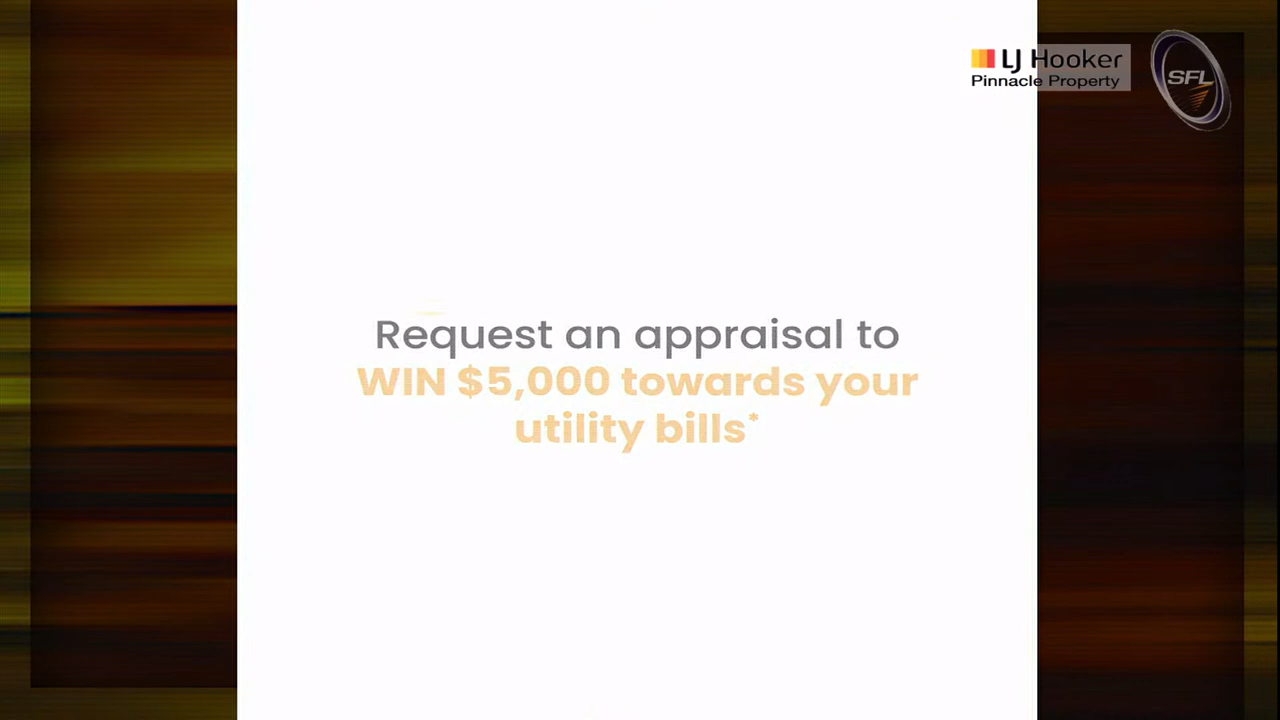 LJ Hooker
Pinnacle Property
SFL
Request an appraisal to
WIN $5,000 towards your
utility bills*